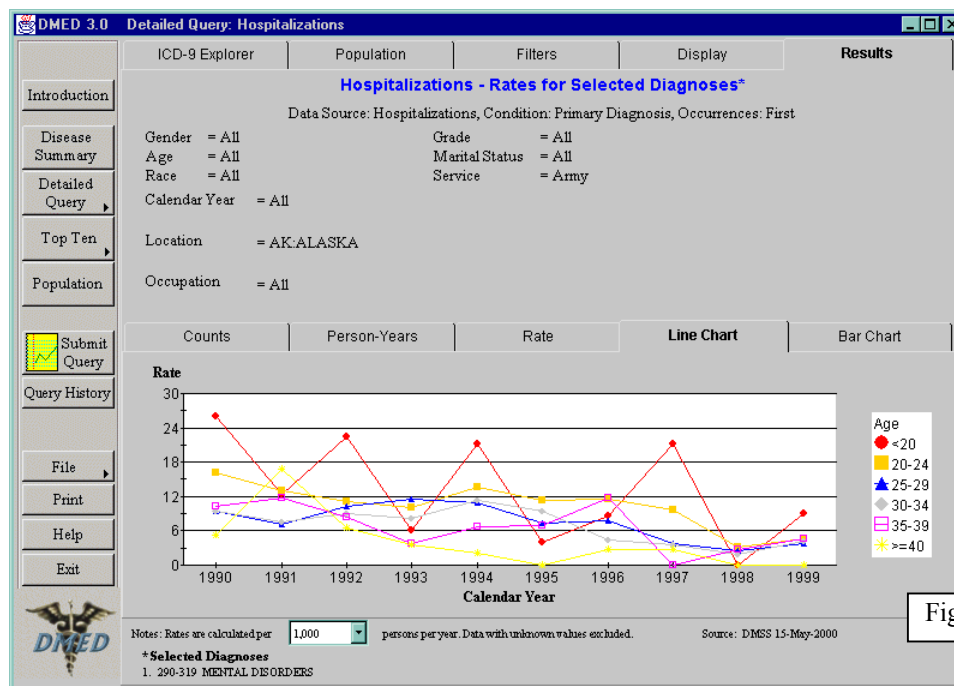 DMED 3.0 Detailed Query: Hospitalizations
ICD-9 Explorer Population Filters Display Results
Introduction
Disease
Summary
Detailed
Query
Top Ten
Population
Submit
Query
Query History
File
Print
Help
Exit
DMED
Hospitalizations - Rates for Selected Diagnoses*
Data Source: Hospitalizations, Condition: Primary Diagnosis, Occurrences: First
Gender = All Grade = All
Age = All Marital Status = All
Race = All Service = Army
Calendar Year = All
Location = AK:ALASKA
Occupation = All
Counts Person-Years Rate Line Chart Bar Chart
Rate
30
24
18
12
6
0
1990 1991 1992 1993 1994 1995 1996 1997 1998 1999
Calendar Year
Age
<20
20-24
25-29
30-34
35-39
>=40
Fig
Notes: Rates are calculated per 1,000 persons per year. Data with unknown values excluded. Source: DMSS 15-May-2000
*Selected Diagnoses
1. 290-319 MENTAL DISORDERS